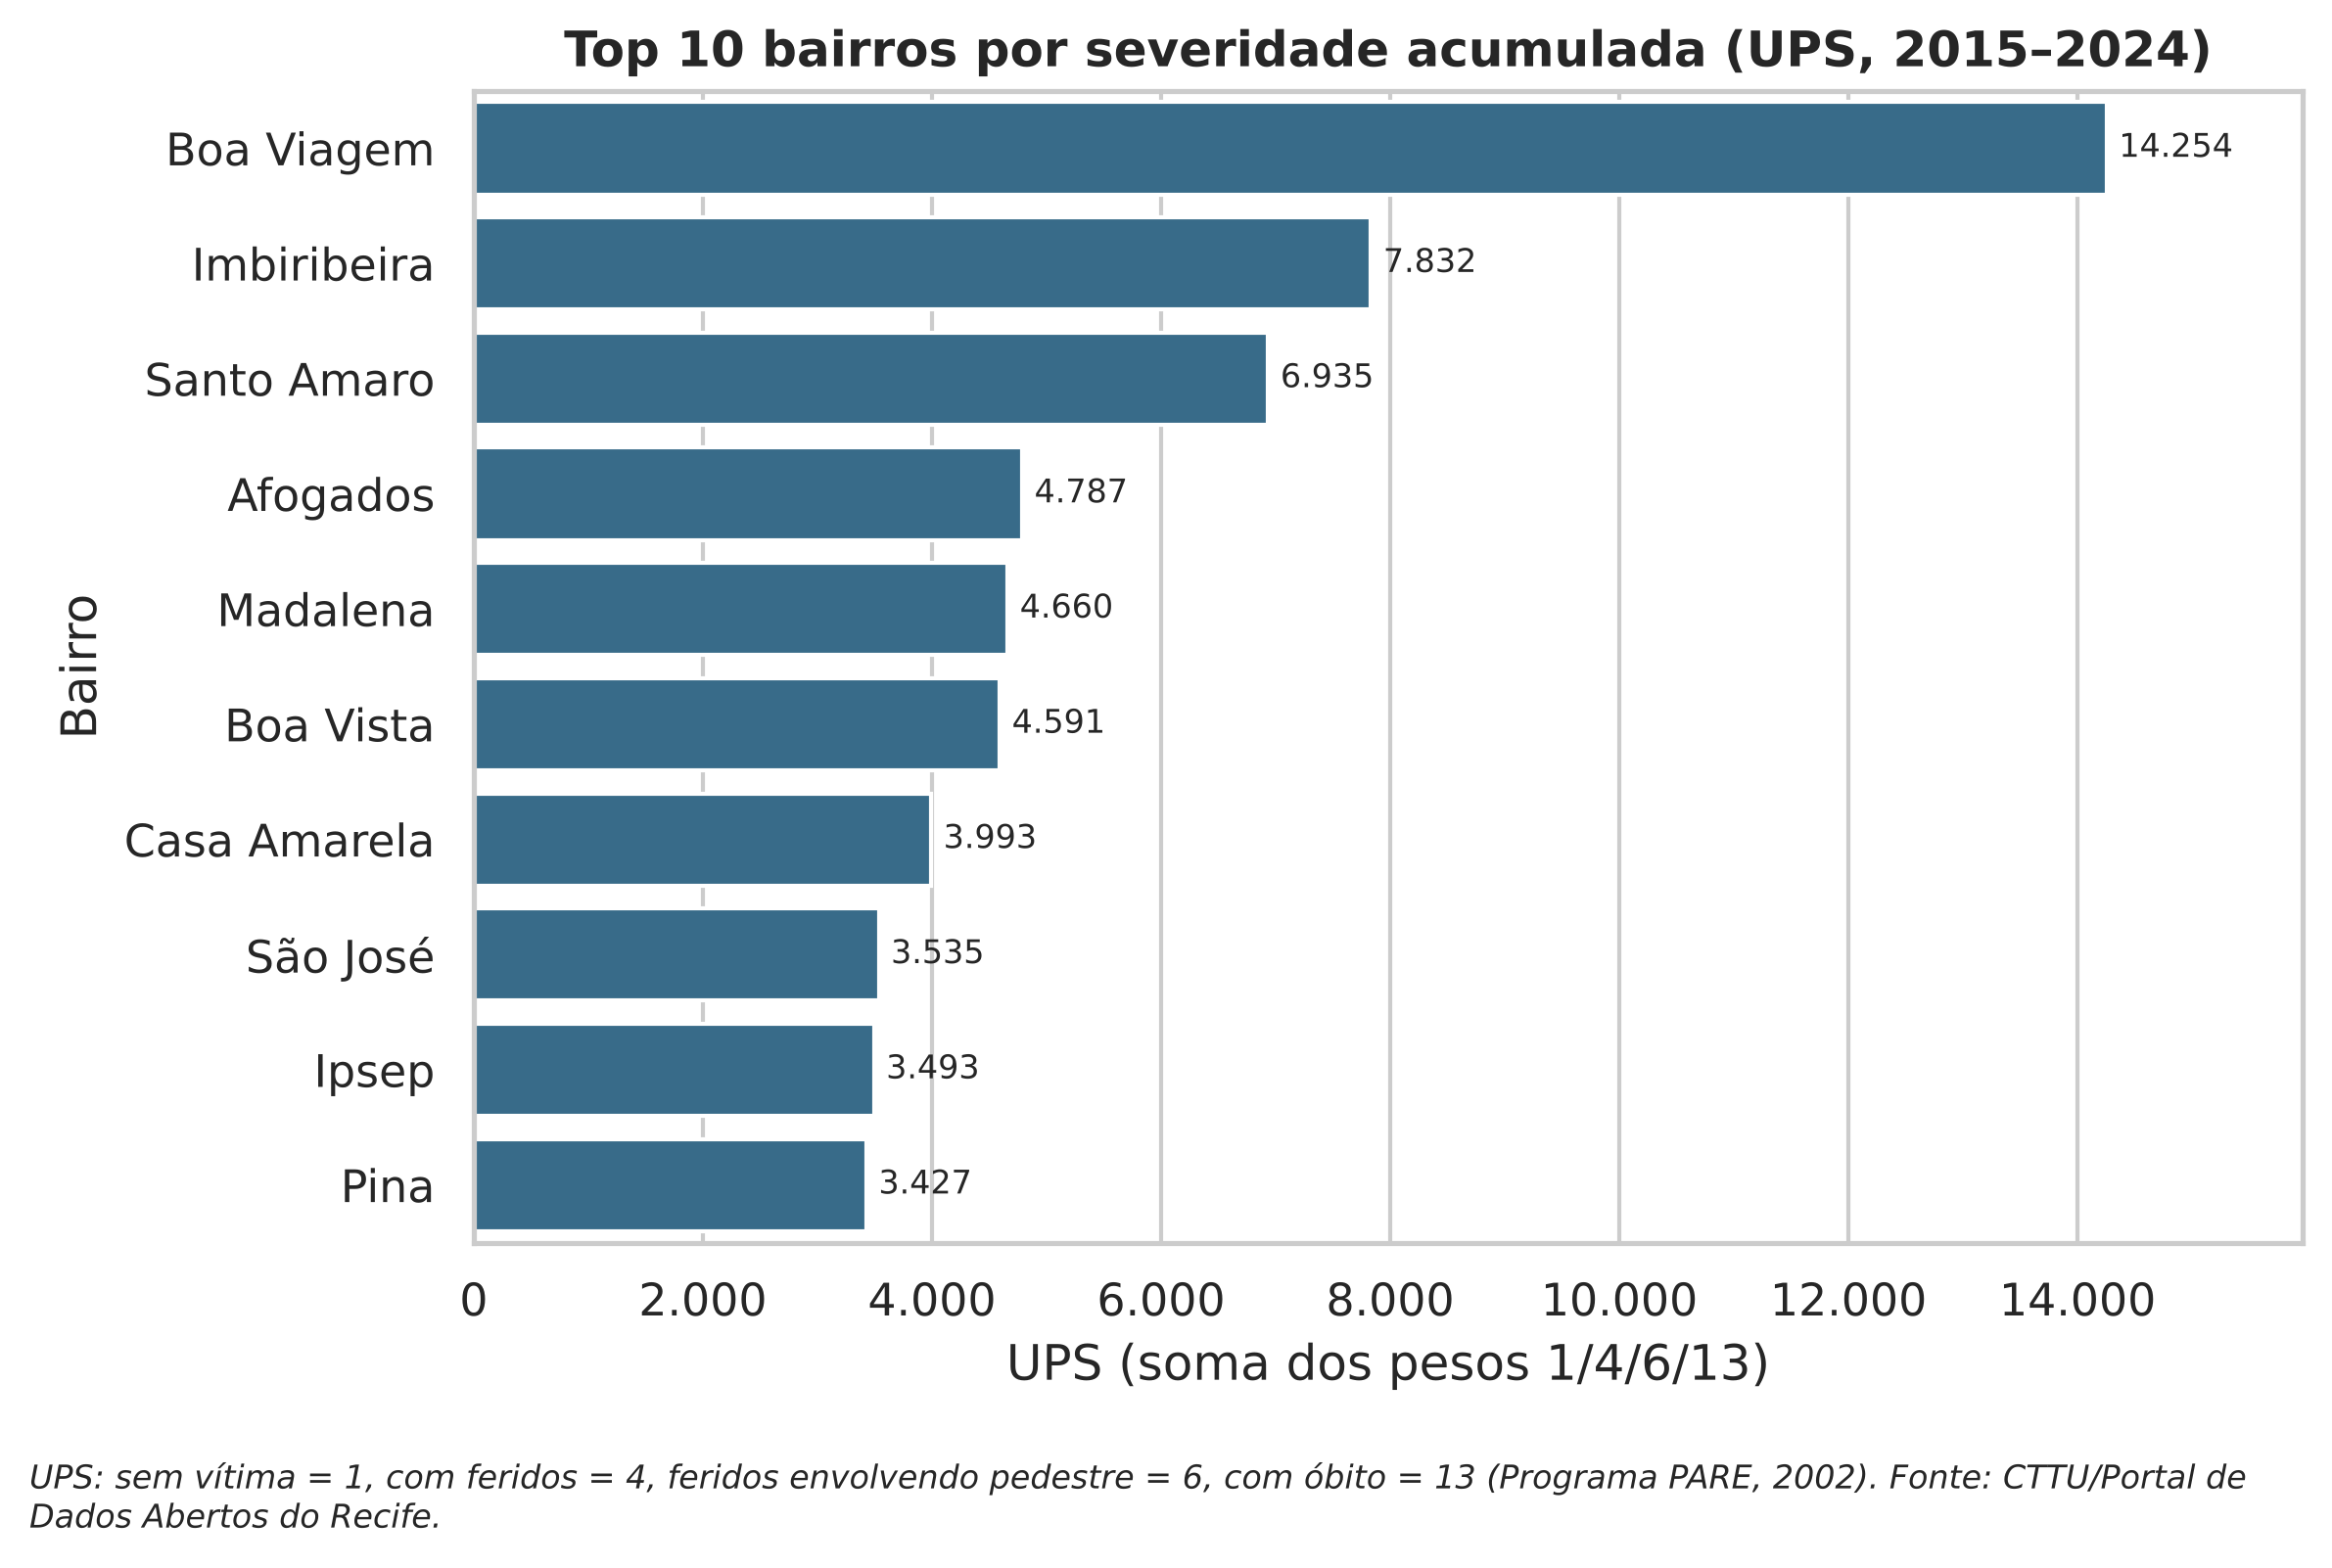 Top 10 bairros por severidade acumulada (UPS, 2015–2024)
Boa Viagem 14.254
Imbiribeira 7.832
Santo Amaro 6.935
Afogados 4.787
Madalena 4.660
Boa Vista 4.591
Casa Amarela 3.993
São José 3.535
Ipsep 3.493
Pina 3.427
Bairro
0 2.000 4.000 6.000 8.000 10.000 12.000 14.000
UPS (soma dos pesos 1/4/6/13)
UPS: sem vítima = 1, com feridos = 4, feridos envolvendo pedestre = 6, com óbito = 13 (Programa PARE, 2002). Fonte: CTTU/Portal de
Dados Abertos do Recife.